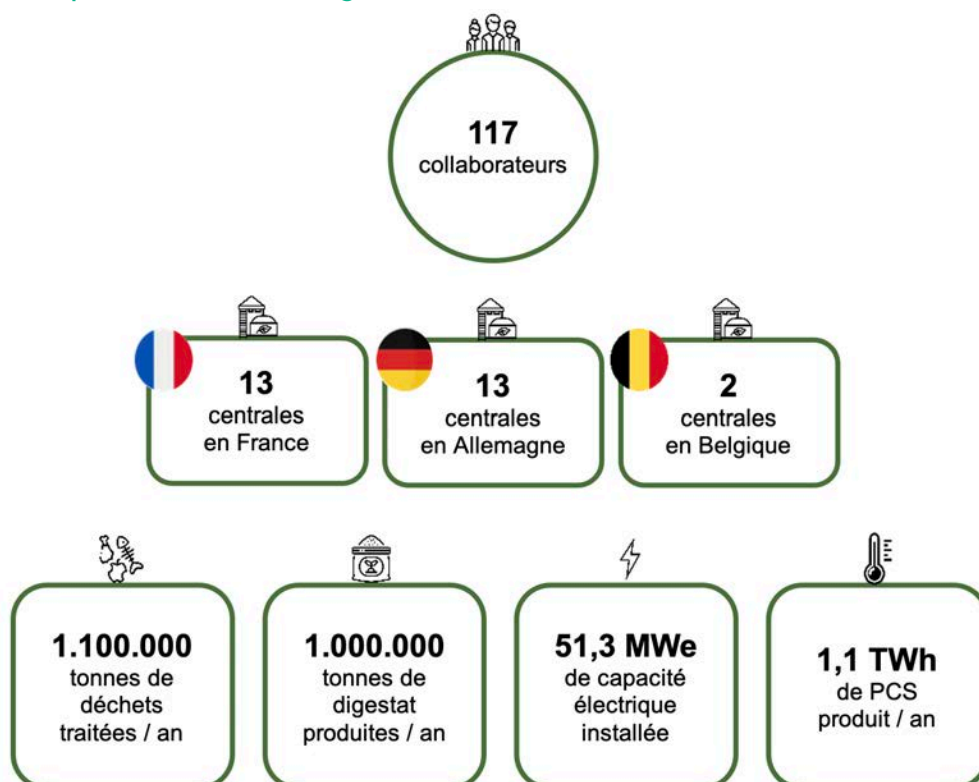 117
collaborateurs
13
centrales
en France
13
centrales
en Allemagne
2
centrales
en Belgique
1.100.000
tonnes de
déchets
traitées / an
1.000.000
tonnes de
digestat
produites / an
51,3 MWe
de capacité
électrique
installée
1,1 TWh
de PCS
produit / an